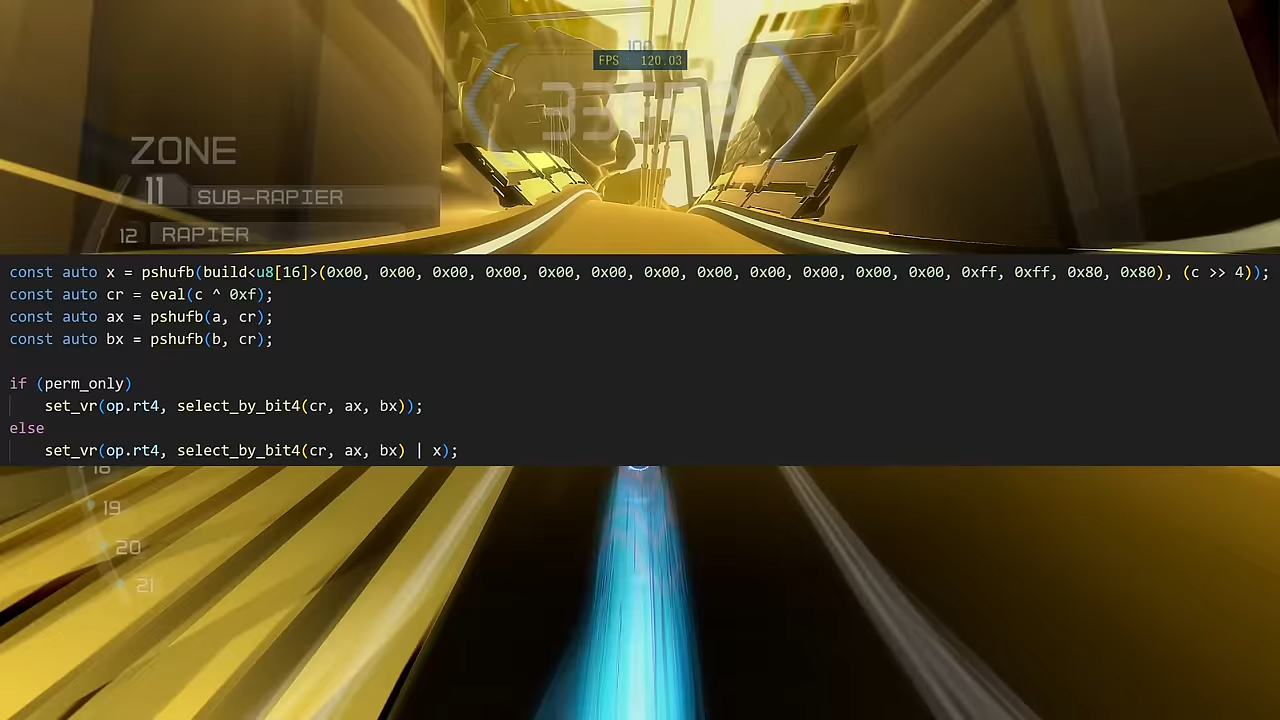 100
FPS : 120.03
ZONE
11 SUB-RAPIER
12 RAPIER
const auto x = pshufb(build<u8[16]>(0x00, 0x00, 0x00, 0x00, 0x00, 0x00, 0x00, 0x00, 0x00, 0x00, 0x00, 0x00, 0xff, 0xff, 0x80, 0x80), (c >> 4));
const auto cr = eval(c ^ 0xf);
const auto ax = pshufb(a, cr);
const auto bx = pshufb(b, cr);
if (perm_only)
set_vr(op.rt4, select_by_bit4(cr, ax, bx));
else
set_vr(op.rt4, select_by_bit4(cr, ax, bx) | x);
18
19
20
21